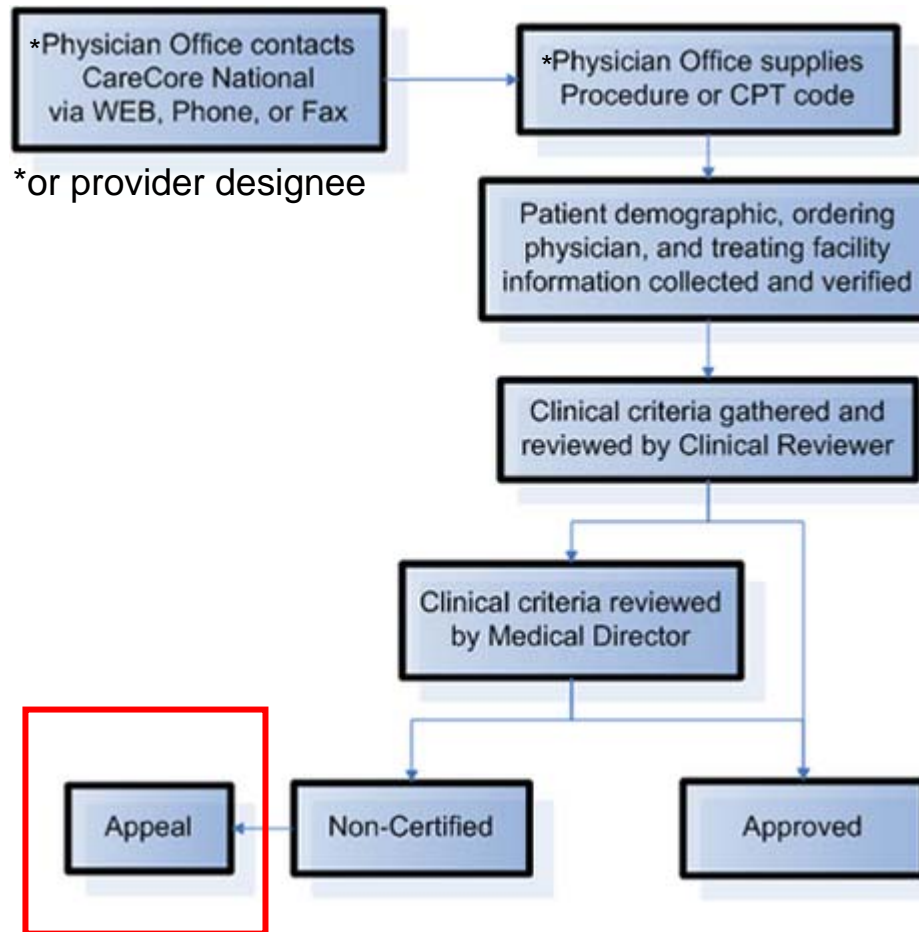 *Physician Office contacts
CareCore National
via WEB, Phone, or Fax
*Physician Office supplies
Procedure or CPT code
*or provider designee
Patient demographic, ordering
physician, and treating facility
information collected and verified
Clinical criteria gathered and
reviewed by Clinical Reviewer
Clinical criteria reviewed
by Medical Director
Appeal
Non-Certified
Approved